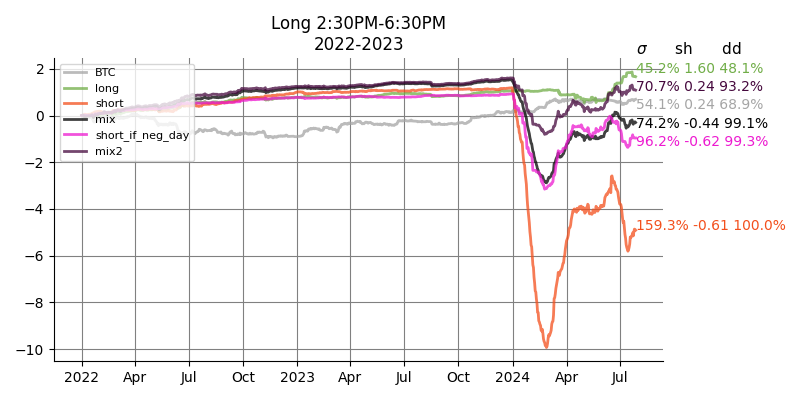 Long 2:30PM-6:30PM
2022-2023
σ sh dd
2
0
−2
−4
−6
−8
−10
BTC
long
short
mix
short_if_neg_day
mix2
45.2% 1.60 48.1%
70.7% 0.24 93.2%
54.1% 0.24 68.9%
74.2% -0.44 99.1%
96.2% -0.62 99.3%
159.3% -0.61 100.0%
2022 Apr Jul Oct 2023 Apr Jul Oct 2024 Apr Jul